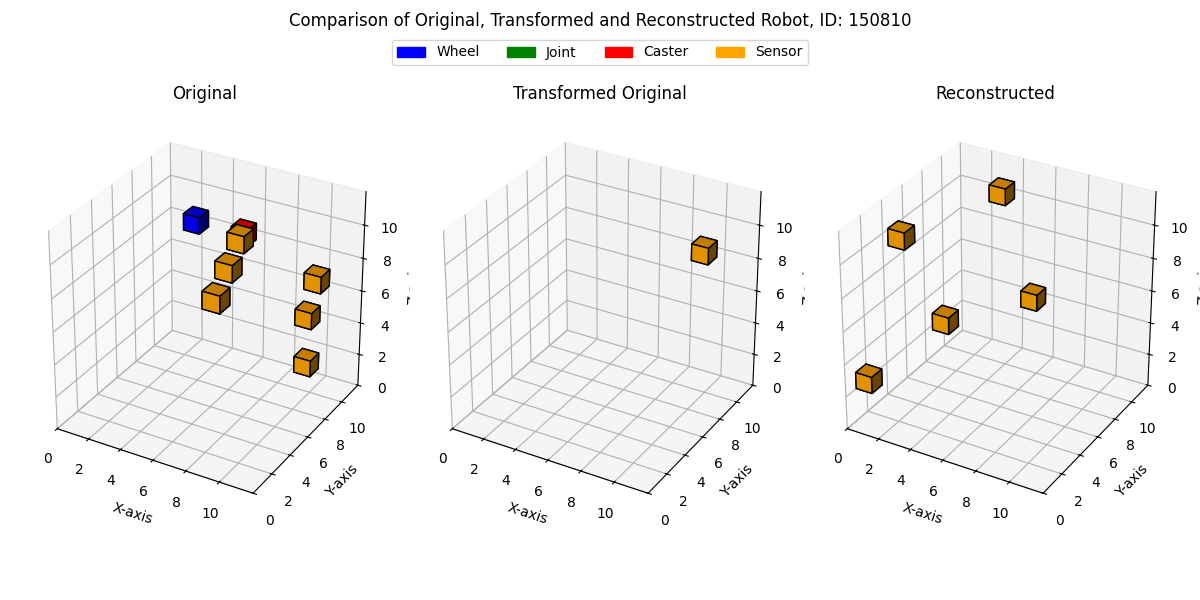 Comparison of Original, Transformed and Reconstructed Robot, ID: 150810
Wheel Joint Caster Sensor
Original
Transformed Original
Reconstructed
0 2 4 6 8 10
X-axis
0 2 4 6 8 10
Y-axis
0 2 4 6 8 10
0 2 4 6 8 10
X-axis
0 2 4 6 8 10
Y-axis
0 2 4 6 8 10
0 2 4 6 8 10
X-axis
0 2 4 6 8 10
Y-axis
0 2 4 6 8 10